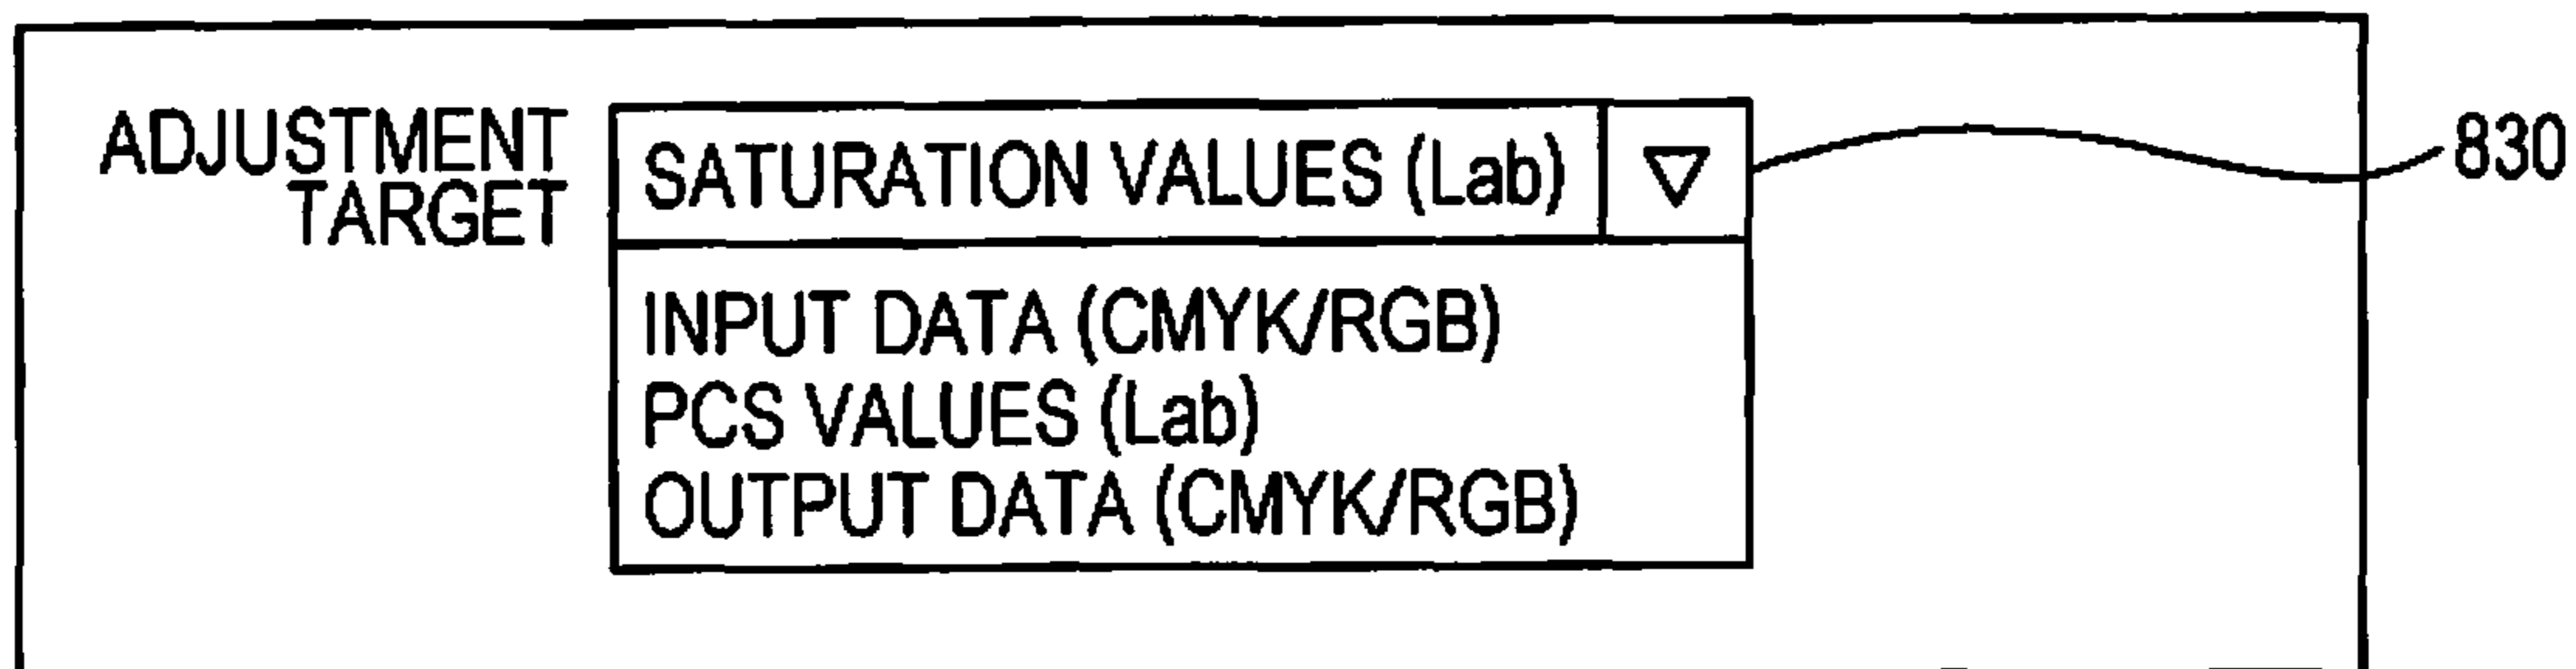 ADJUSTMENT
TARGET
SATURATION VALUES (Lab)
830
INPUT DATA (CMYK/RGB)
PCS VALUES (Lab)
OUTPUT DATA (CMYK/RGB)